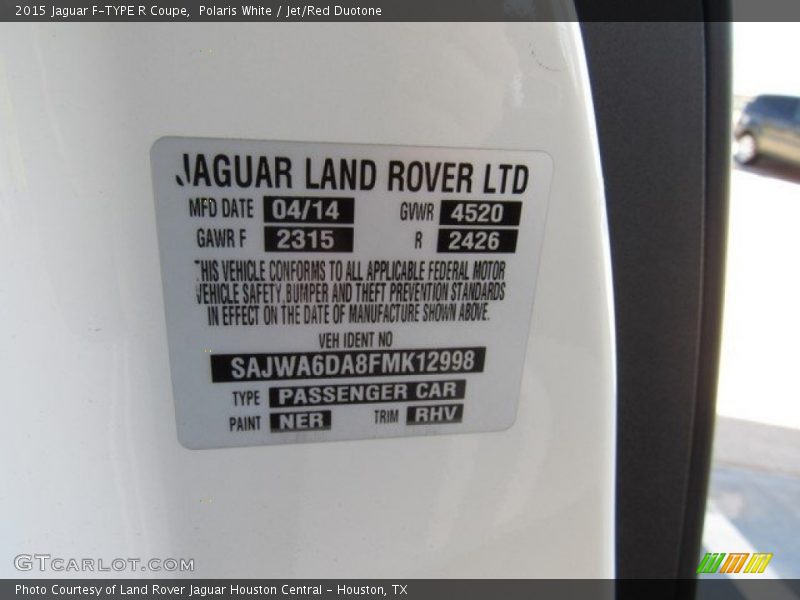 2015 Jaguar F-TYPE R Coupe, Polaris White / Jet/Red Duotone
JAGUAR LAND ROVER LTD
MFD DATE 04/14 GVWR 4520
GAWR F 2315 R 2426
THIS VEHICLE CONFORMS TO ALL APPLICABLE FEDERAL MOTOR
VEHICLE SAFETY, BUMPER AND THEFT PREVENTION STANDARDS
IN EFFECT ON THE DATE OF MANUFACTURE SHOWN ABOVE.
VEH IDENT NO
SAJWA6DA8FMK12998
TYPE PASSENGER CAR
PAINT NER TRIM RHV
GTCARLOT.COM
Photo Courtesy of Land Rover Jaguar Houston Central - Houston, TX